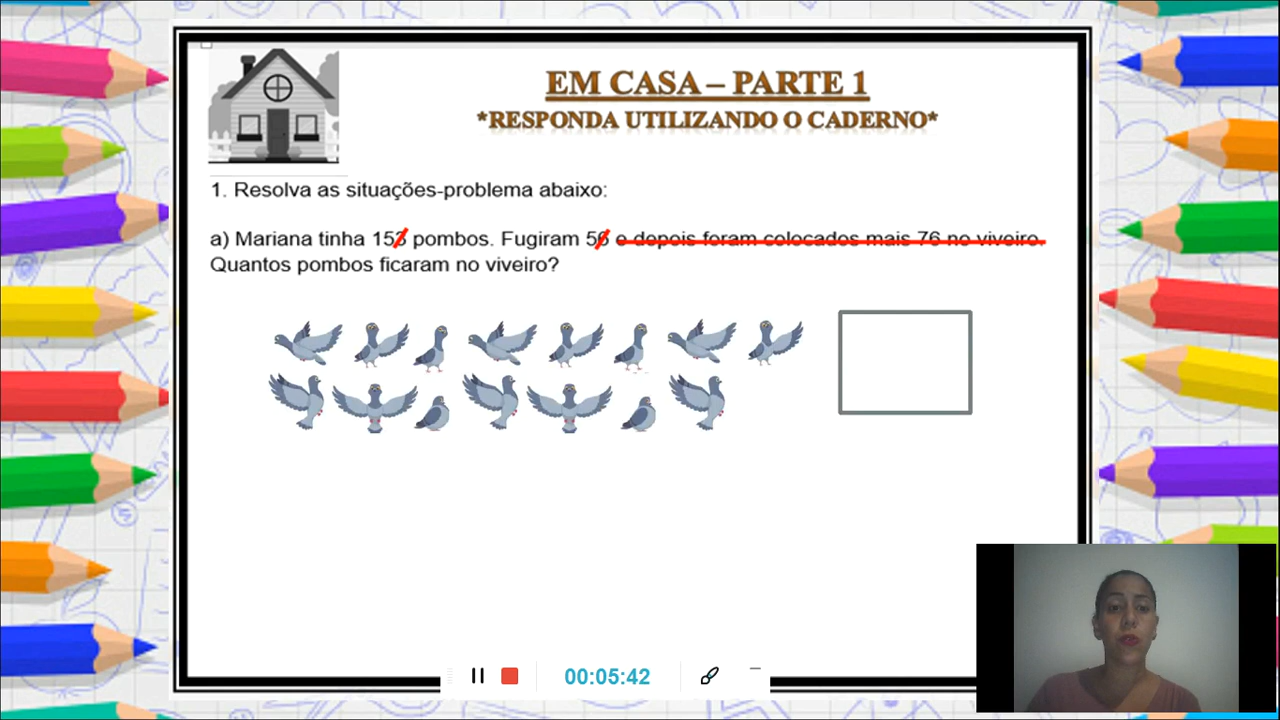 EM CASA – PARTE 1
*RESPONDA UTILIZANDO O CADERNO*
1. Resolva as situações-problema abaixo:
a) Mariana tinha 153 pombos. Fugiram 56 e depois foram colocados mais 76 no viveiro.
Quantos pombos ficaram no viveiro?
00:05:42